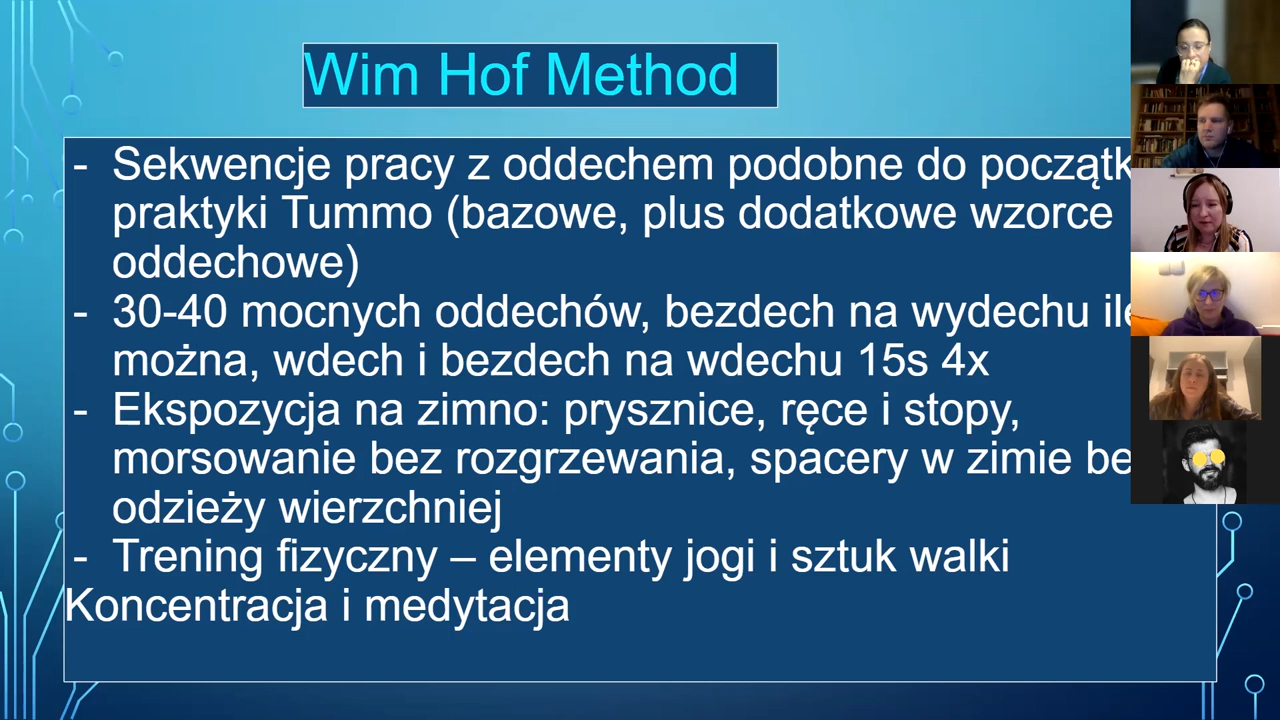 Wim Hof Method
- Sekwencje pracy z oddechem podobne do
praktyki Tummo (bazowe, plus dodatkowe wzorce
oddechowe)
- 30-40 mocnych oddechów, bezdech na wydechu
można, wdech i bezdech na wdechu 15s 4x
- Ekspozycja na zimno: prysznice, ręce i stopy,
morsowanie bez rozgrzewania, spacery w zimie
odzieży wierzchniej
- Trening fizyczny – elementy jogi i sztuk walki
Koncentracja i medytacja